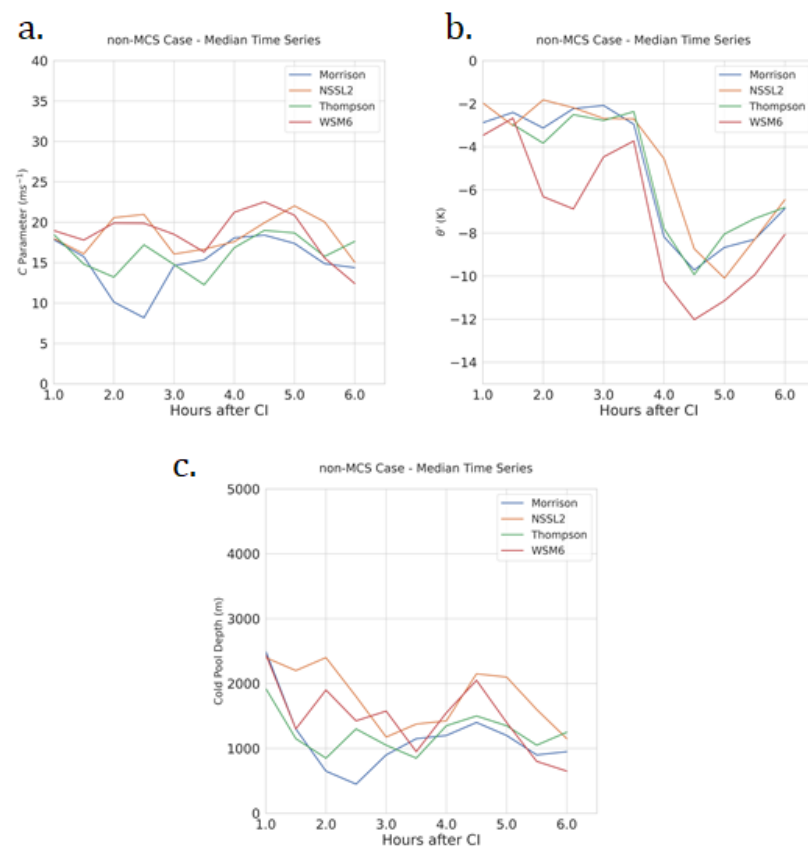 a.
non-MCS Case - Median Time Series
C Parameter (ms⁻¹)
40
35
30
25
20
15
10
5
0
Morrison
NSSL2
Thompson
WSM6
1.0 2.0 3.0 4.0 5.0 6.0
Hours after CI
b.
non-MCS Case - Median Time Series
θ' (K)
0
−2
−4
−6
−8
−10
−12
−14
Morrison
NSSL2
Thompson
WSM6
1.0 2.0 3.0 4.0 5.0 6.0
Hours after CI
c.
non-MCS Case - Median Time Series
Cold Pool Depth (m)
5000
4000
3000
2000
1000
0
Morrison
NSSL2
Thompson
WSM6
1.0 2.0 3.0 4.0 5.0 6.0
Hours after CI